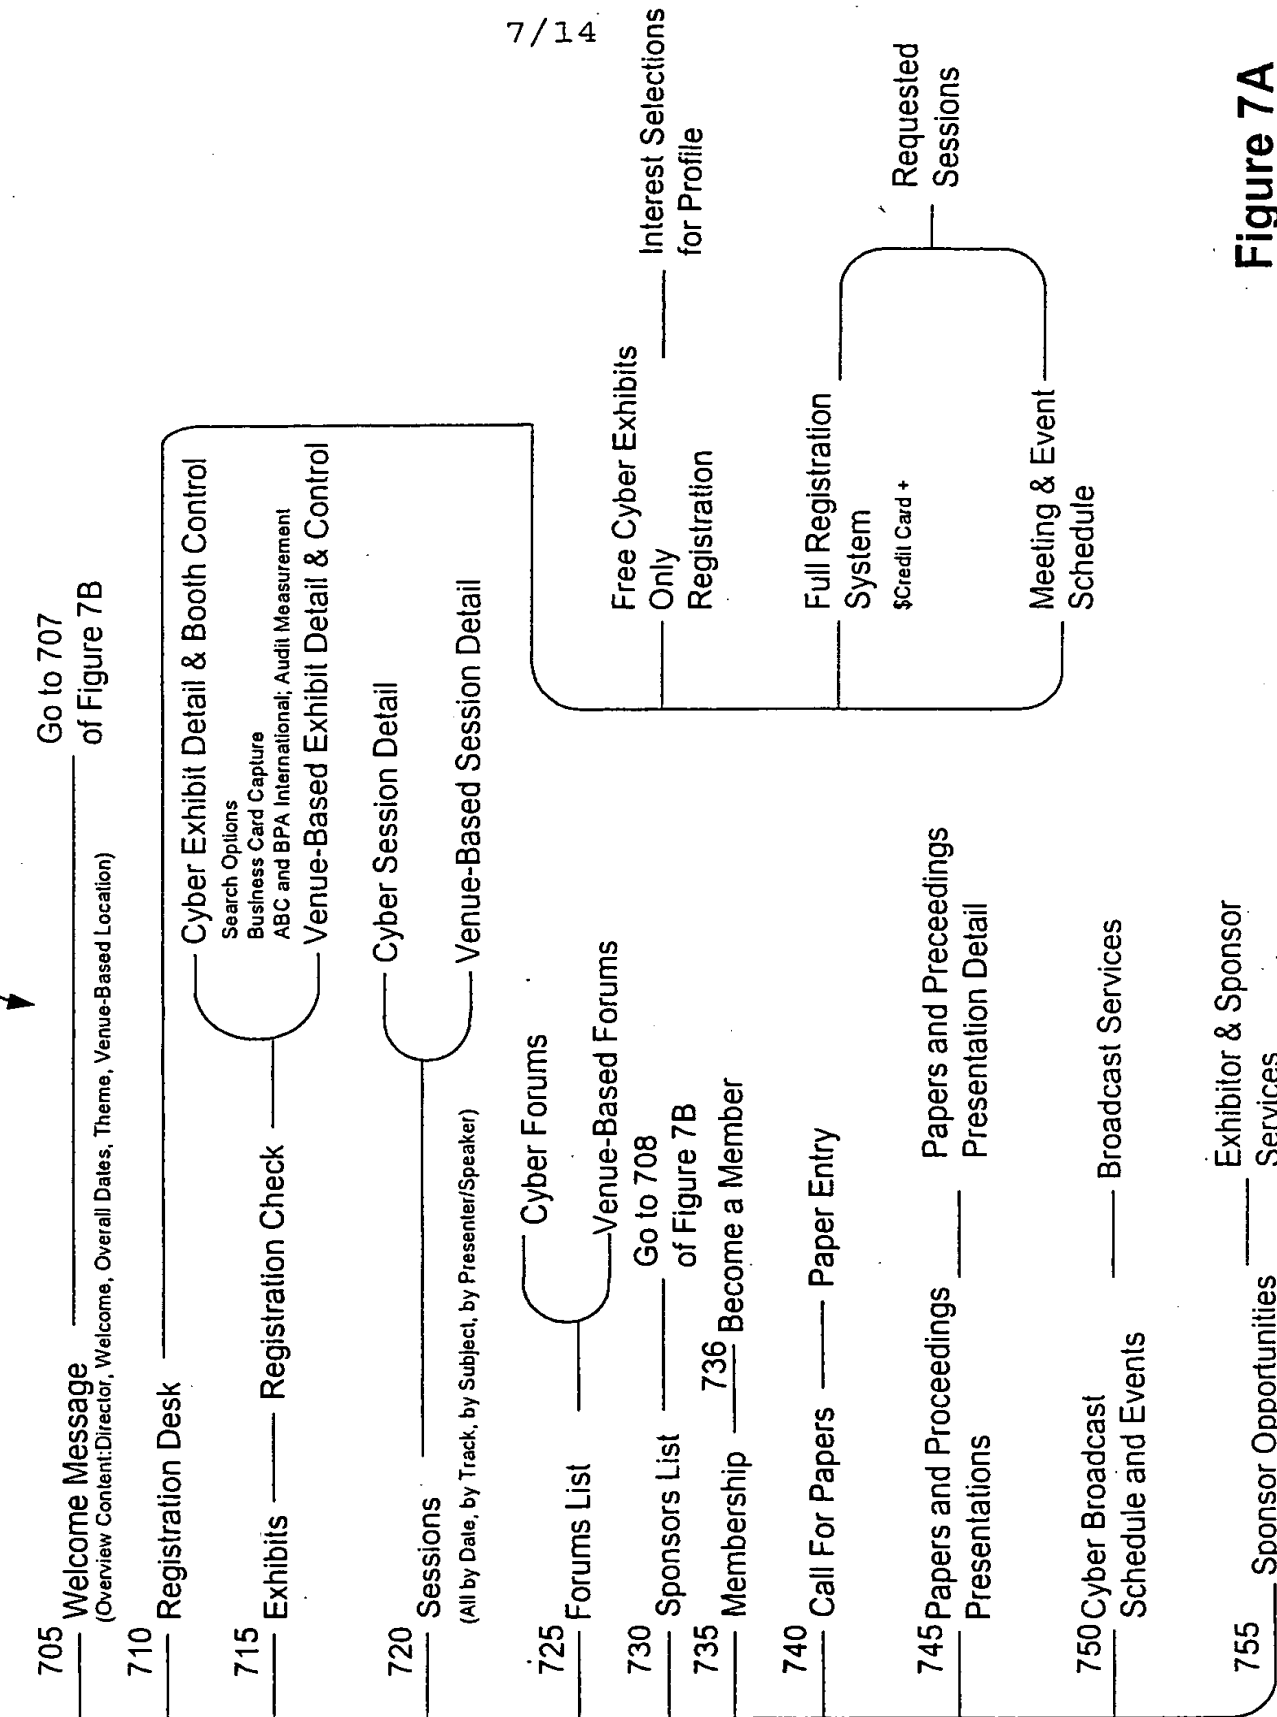 7/14
705
Welcome Message
(Overview Content:Director, Welcome, Overall Dates, Theme, Venue-Based Location)
Go to 707
of Figure 7B
710
Registration Desk
715
Exhibits
Registration Check
Cyber Exhibit Detail & Booth Control
Search Options
Business Card Capture
ABC and BPA International; Audit Measurement
Venue-Based Exhibit Detail & Control
720
Sessions
(All by Date, by Track, by Subject, by Presenter/Speaker)
Cyber Session Detail
Venue-Based Session Detail
725
Forums List
Cyber Forums
Venue-Based Forums
730
Sponsors List
Go to 708
of Figure 7B
735
Membership
736
Become a Member
740
Call For Papers
Paper Entry
745
Papers and Proceedings
Presentations
Papers and Preceedings
Presentation Detail
750
Cyber Broadcast
Schedule and Events
Broadcast Services
755
Sponsor Opportunities
Exhibitor & Sponsor
Services
Free Cyber Exhibits
Only
Registration
Interest Selections
for Profile
Full Registration
System
$Credit Card +
Meeting & Event
Schedule
Requested
Sessions
Figure 7A